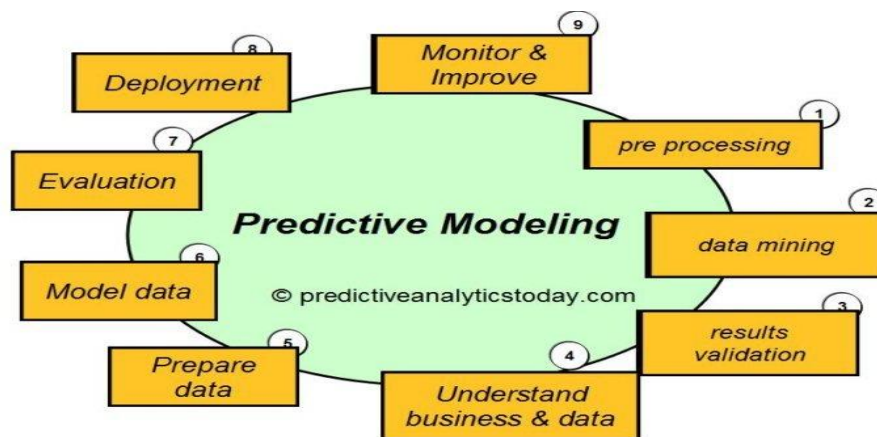 9
Monitor &
Improve
8
Deployment
1
pre processing
7
Evaluation
2
data mining
Predictive Modeling
6
Model data
© predictiveanalyticstoday.com
3
results
validation
5
Prepare
data
4
Understand
business & data